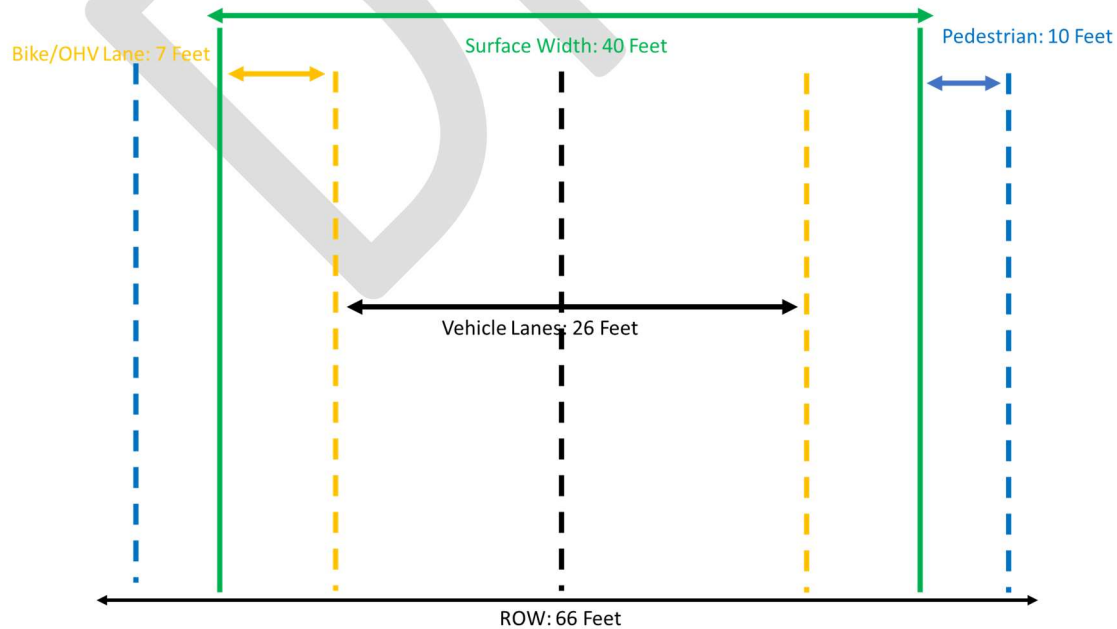 Surface Width: 40 Feet
Pedestrian: 10 Feet
Bike/OHV Lane: 7 Feet
Vehicle Lanes: 26 Feet
ROW: 66 Feet